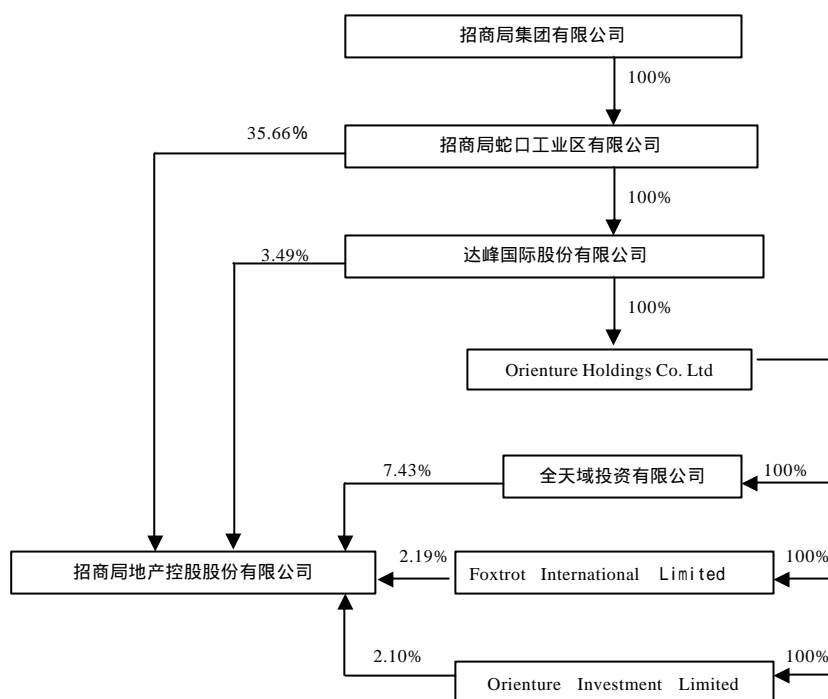 招商局集团有限公司
100%
35.66%
招商局蛇口工业区有限公司
100%
3.49%
达峰国际股份有限公司
100%
Orienture Holdings Co. Ltd
7.43%
全天域投资有限公司
100%
招商局地产控股股份有限公司
2.19%
Foxtrot International Limited
100%
2.10%
Orienture Investment Limited
100%